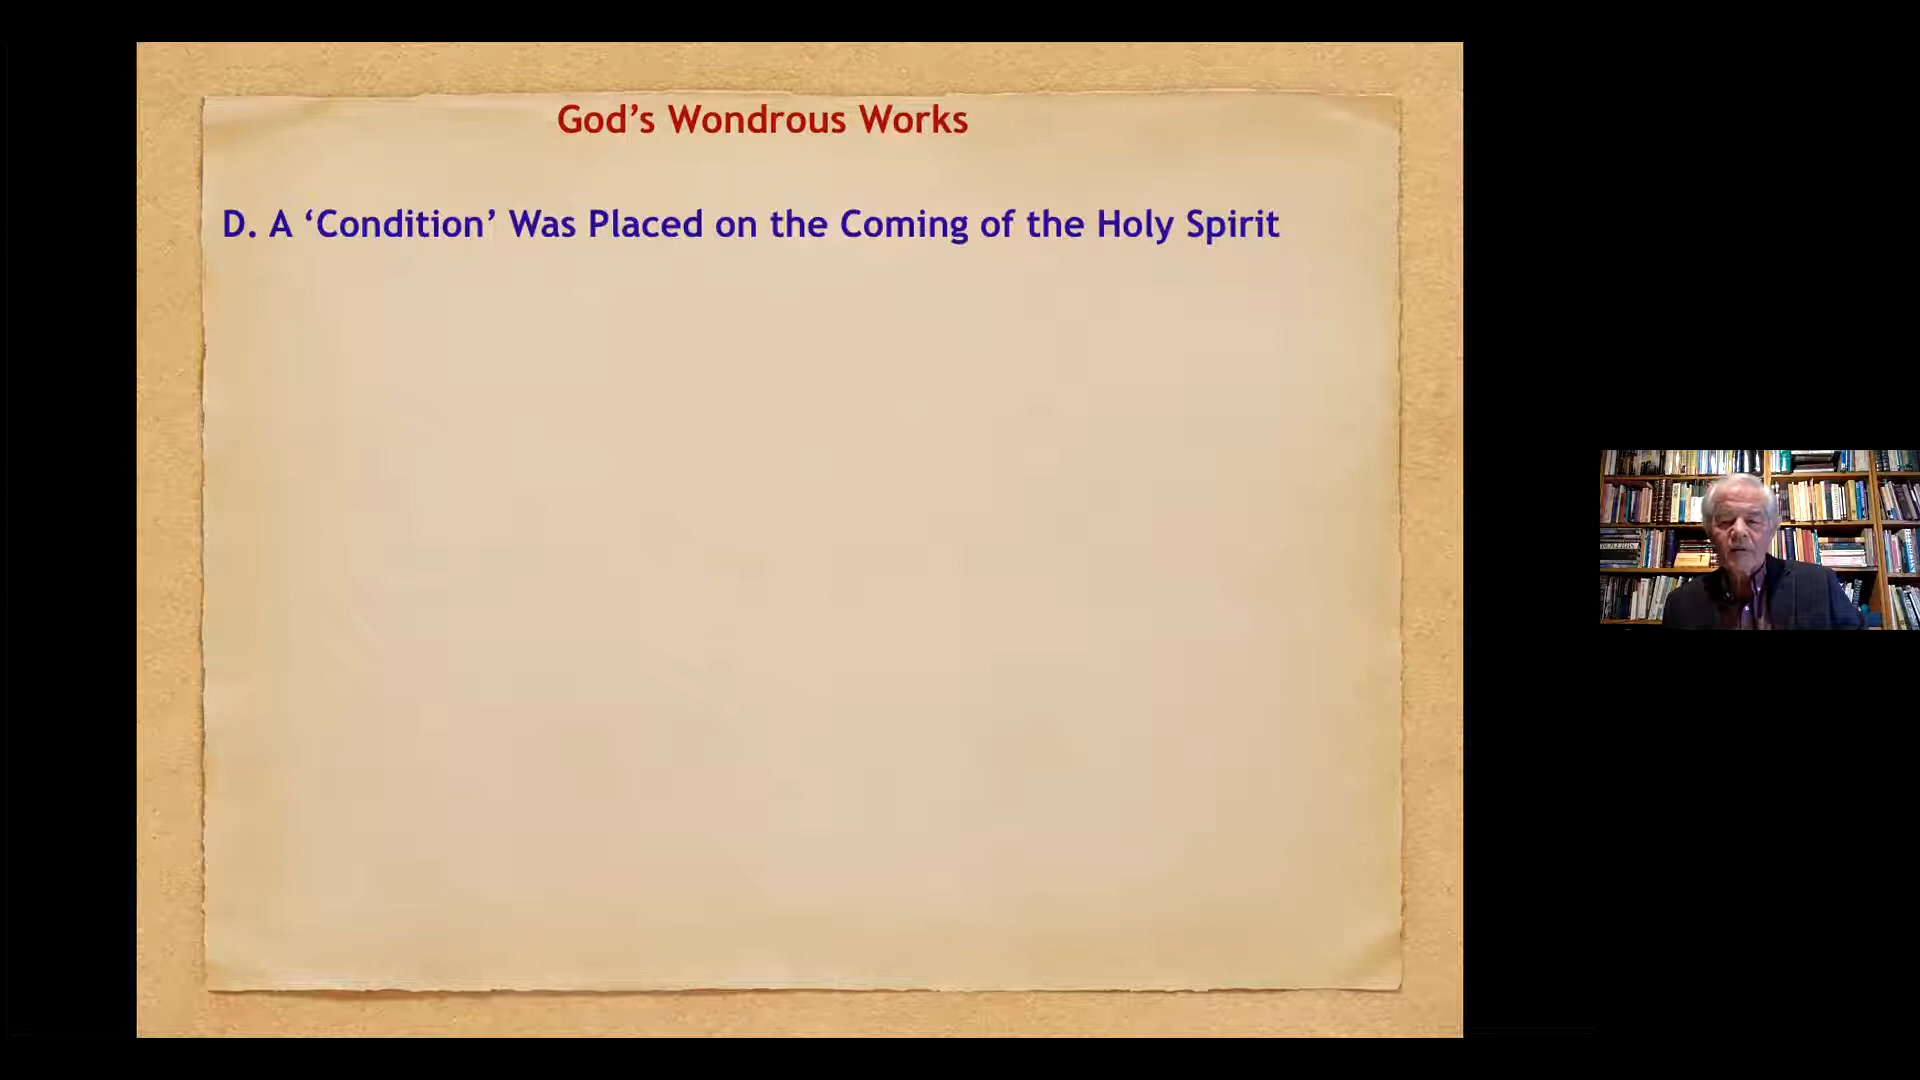 God’s Wondrous Works
D. A ‘Condition’ Was Placed on the Coming of the Holy Spirit